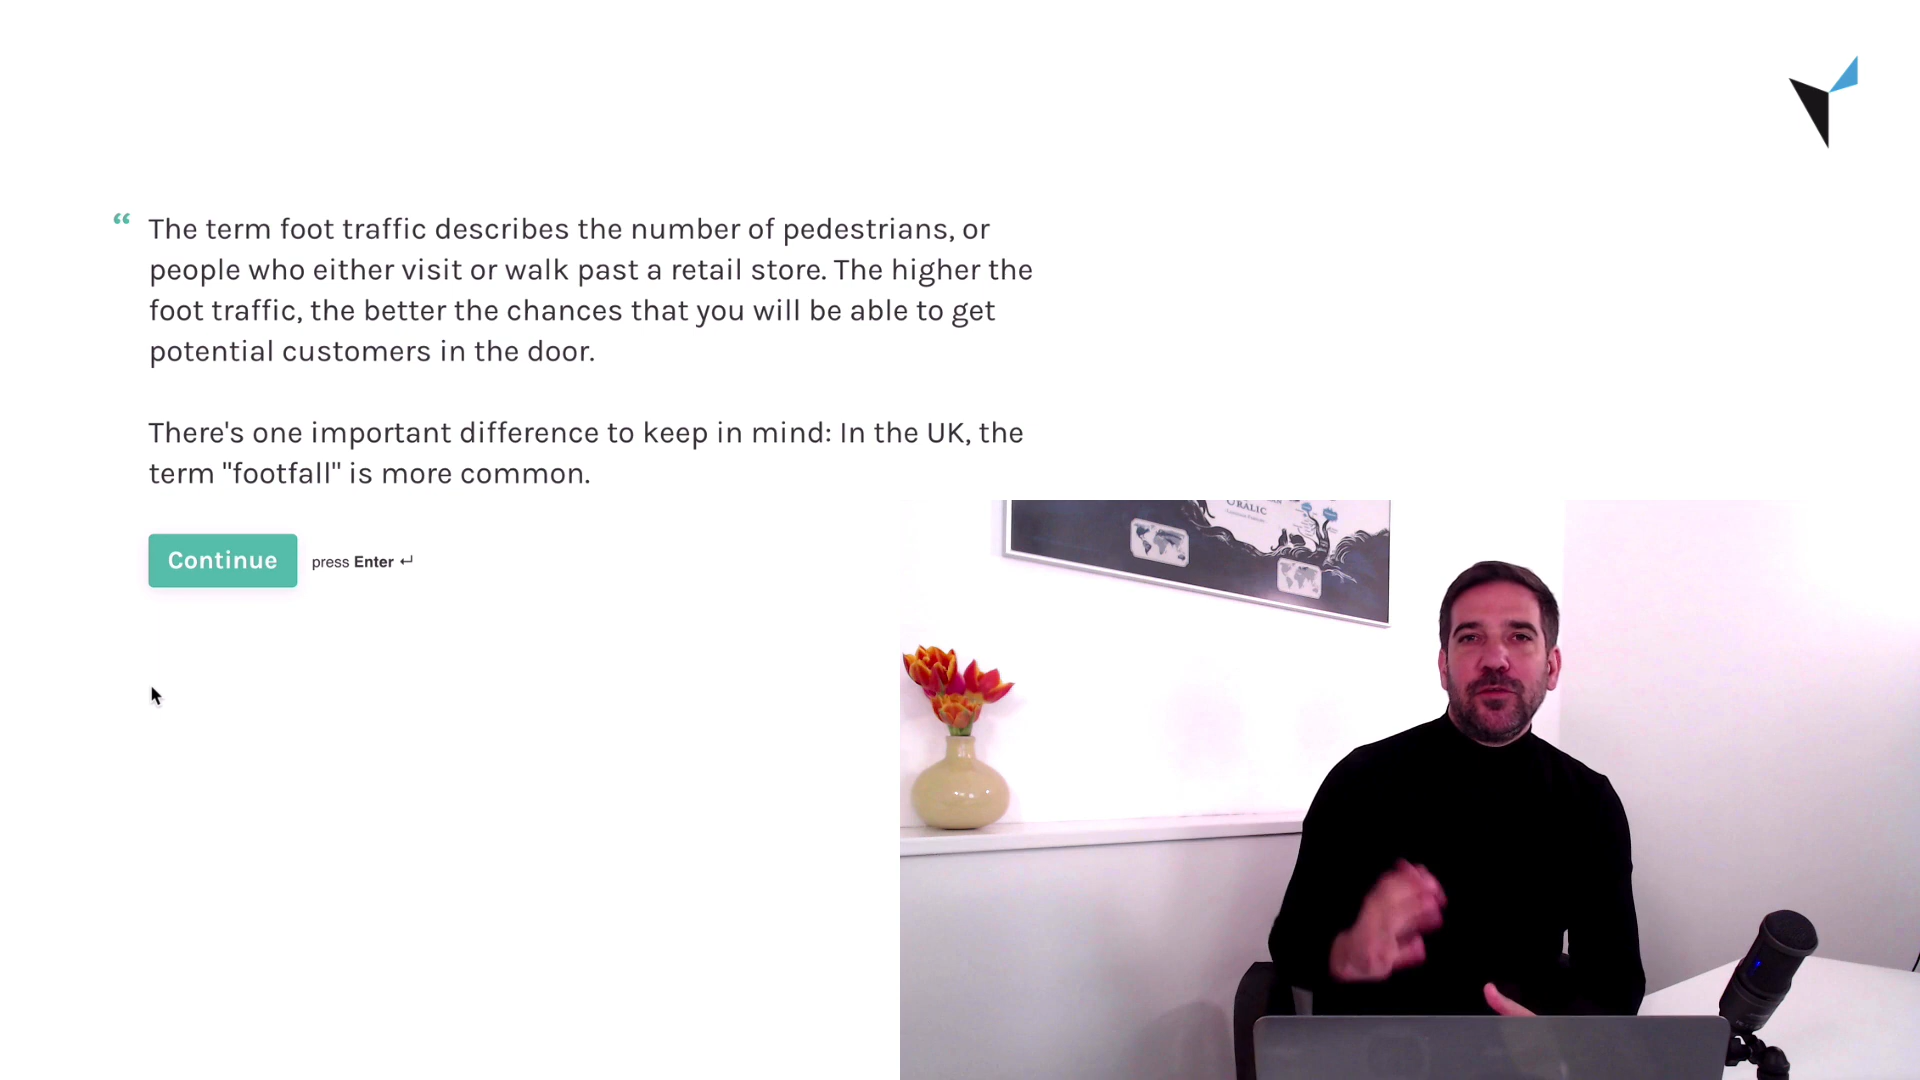 “ The term foot traffic describes the number of pedestrians, or
people who either visit or walk past a retail store. The higher the
foot traffic, the better the chances that you will be able to get
potential customers in the door.
There's one important difference to keep in mind: In the UK, the
term "footfall" is more common.
Continue press Enter ↵
URALIC